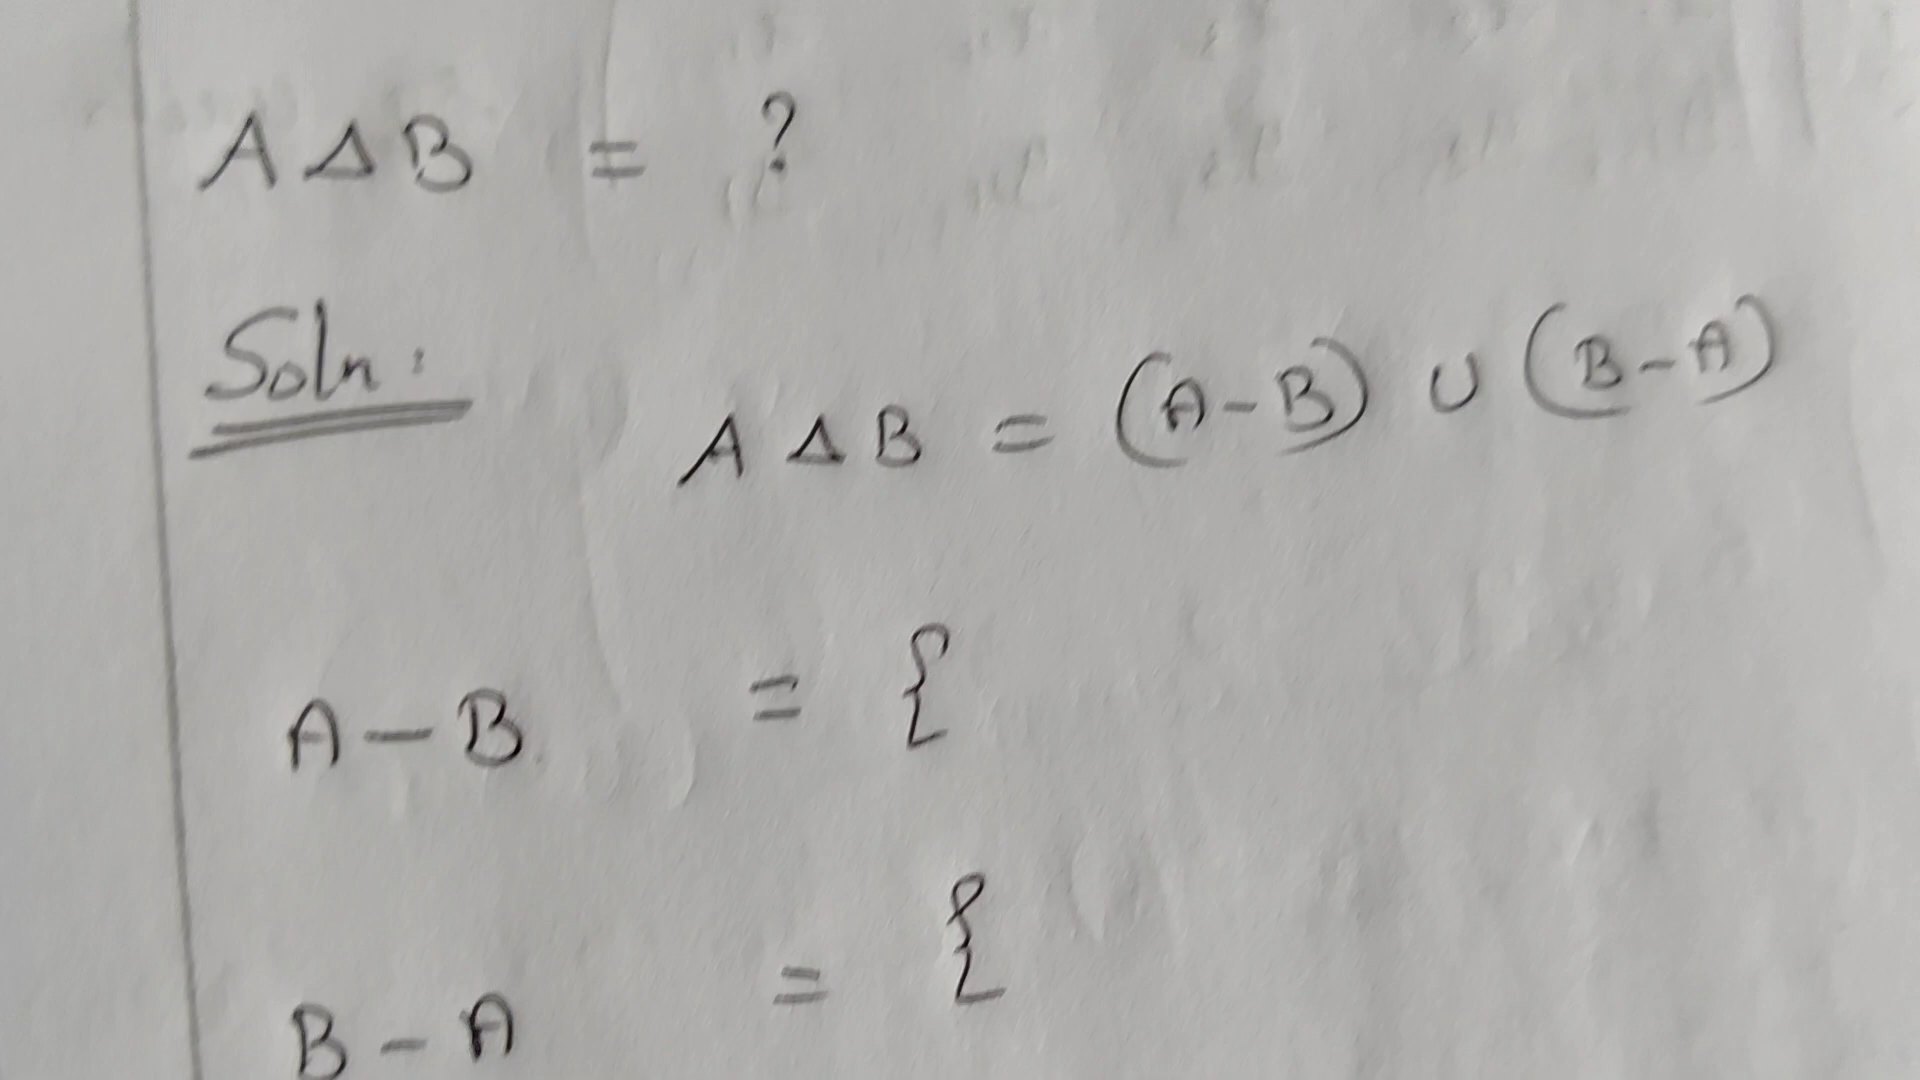 A Δ B = ?
Soln:
A Δ B = (A-B) ∪ (B-A)
A-B = {
B-A = {